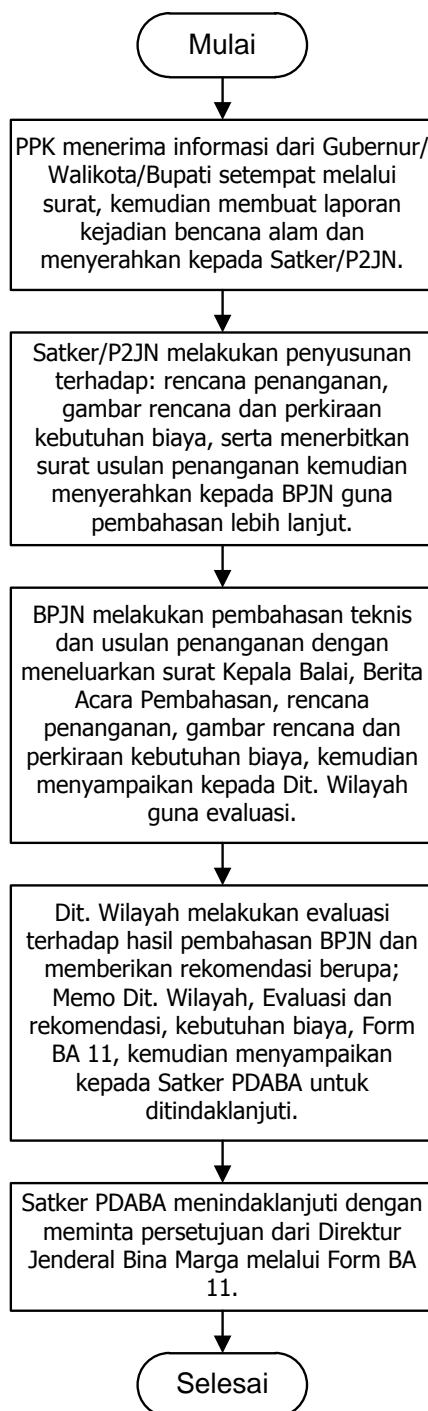 Mulai
PPK menerima informasi dari Gubernur/
Walikota/Bupati setempat melalui
surat, kemudian membuat laporan
kejadian bencana alam dan
menyerahkan kepada Satker/P2JN.
Satker/P2JN melakukan penyusunan
terhadap: rencana penanganan,
gambar rencana dan perkiraan
kebutuhan biaya, serta menerbitkan
surat usulan penanganan kemudian
menyerahkan kepada BPJN guna
pembahasan lebih lanjut.
BPJN melakukan pembahasan teknis
dan usulan penanganan dengan
meneluarkan surat Kepala Balai, Berita
Acara Pembahasan, rencana
penanganan, gambar rencana dan
perkiraan kebutuhan biaya, kemudian
menyampaikan kepada Dit. Wilayah
guna evaluasi.
Dit. Wilayah melakukan evaluasi
terhadap hasil pembahasan BPJN dan
memberikan rekomendasi berupa;
Memo Dit. Wilayah, Evaluasi dan
rekomendasi, kebutuhan biaya, Form
BA 11, kemudian menyampaikan
kepada Satker PDABA untuk
ditindaklanjuti.
Satker PDABA menindaklanjuti dengan
meminta persetujuan dari Direktur
Jenderal Bina Marga melalui Form BA
11.
Selesai